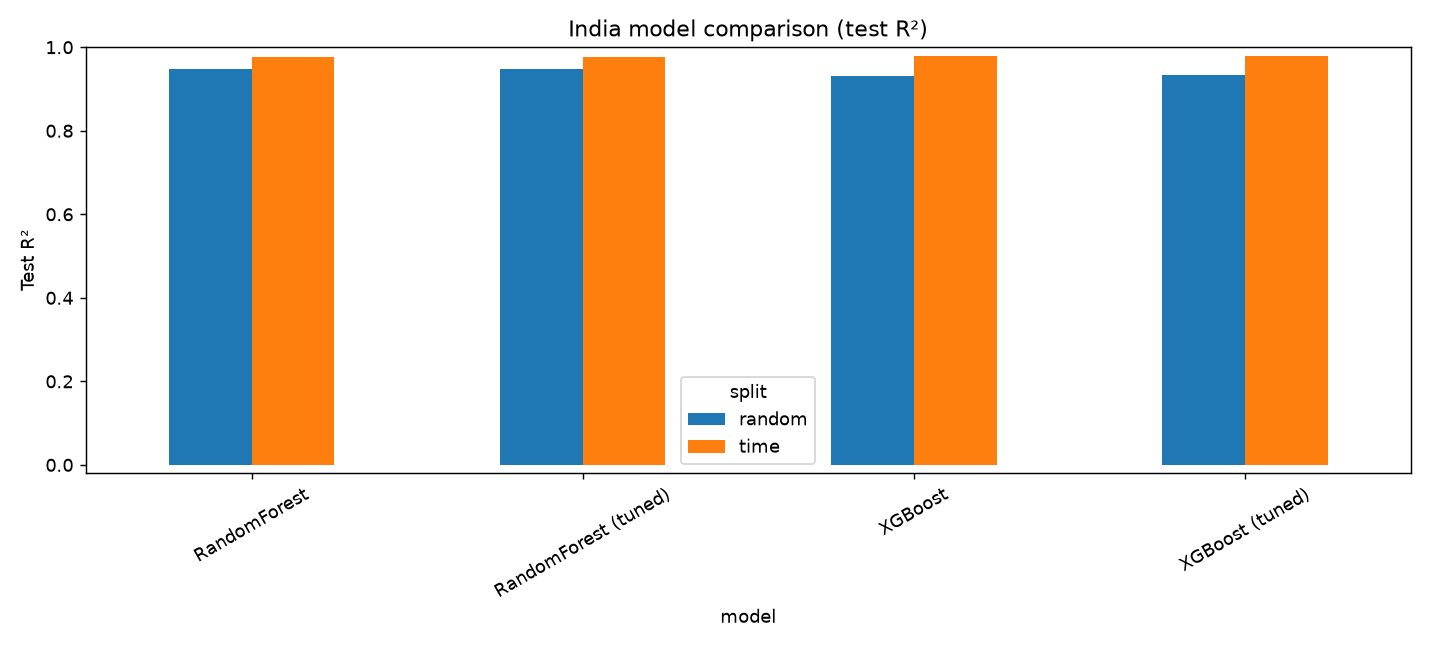 India model comparison (test R²)
Test R²
1.0
0.8
0.6
0.4
0.2
0.0
split
random
time
RandomForest
RandomForest (tuned)
XGBoost
XGBoost (tuned)
model